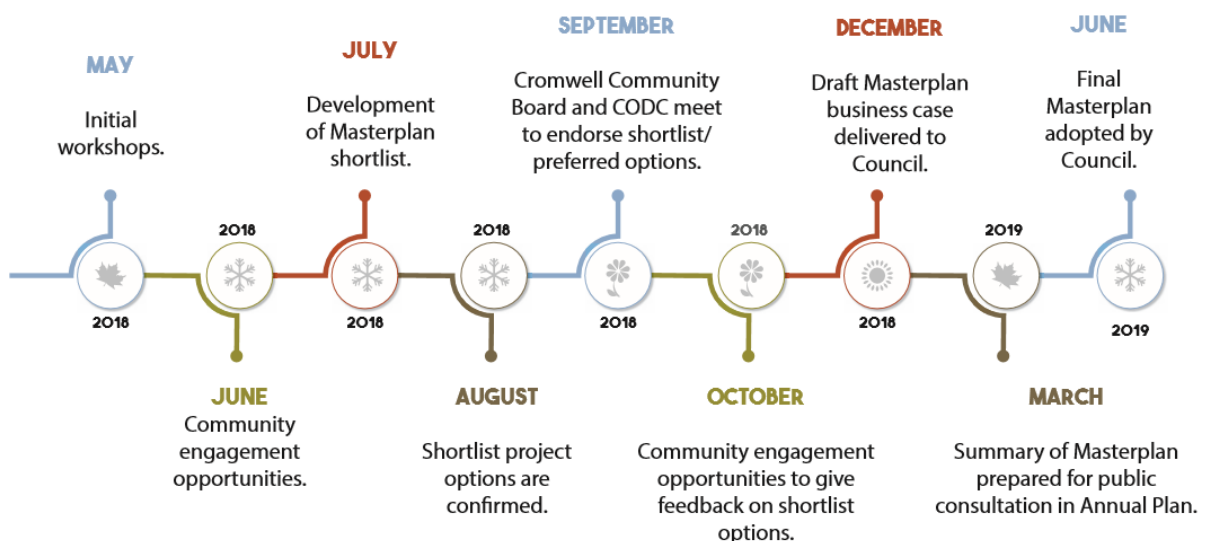 MAY
Initial
workshops.
2018
2018
JUNE
Community
engagement
opportunities.
JULY
Development
of Masterplan
shortlist.
2018
2018
AUGUST
Shortlist project
options are
confirmed.
SEPTEMBER
Cromwell Community
Board and CODC meet
to endorse shortlist/
preferred options.
2018
2018
OCTOBER
Community engagement
opportunities to give
feedback on shortlist
options.
DECEMBER
Draft Masterplan
business case
delivered to
Council.
2018
2019
MARCH
Summary of Masterplan
prepared for public
consultation in Annual Plan.
JUNE
Final
Masterplan
adopted by
Council.
2019